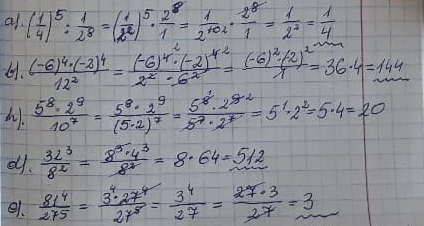 a). (1/4)^5 : 1/2^8 = (1/2^2)^5 · 2^8/1 = 1/2^10 2 · 2^8/1 = 1/2^2 = 1/4
b). (-6)^4·(-2)^4/12^2 = (-6)^4 2·(-2)^4 2/2^2·6^2 = (-6)^2·(2)^2/1 = 36·4=144
h). 5^8·2^9/10^7 = 5^8·2^9/(5·2)^7 = 5^8 1·2^9 2/5^7·2^7 = 5^1·2^2=5·4=20
d). 32^3/8^2 = 8^3·4^3/8^2 = 8·64=512
e). 81^4/27^5 = 3^4·27^4/27^5 = 3^4/27 = 27·3/27 = 3